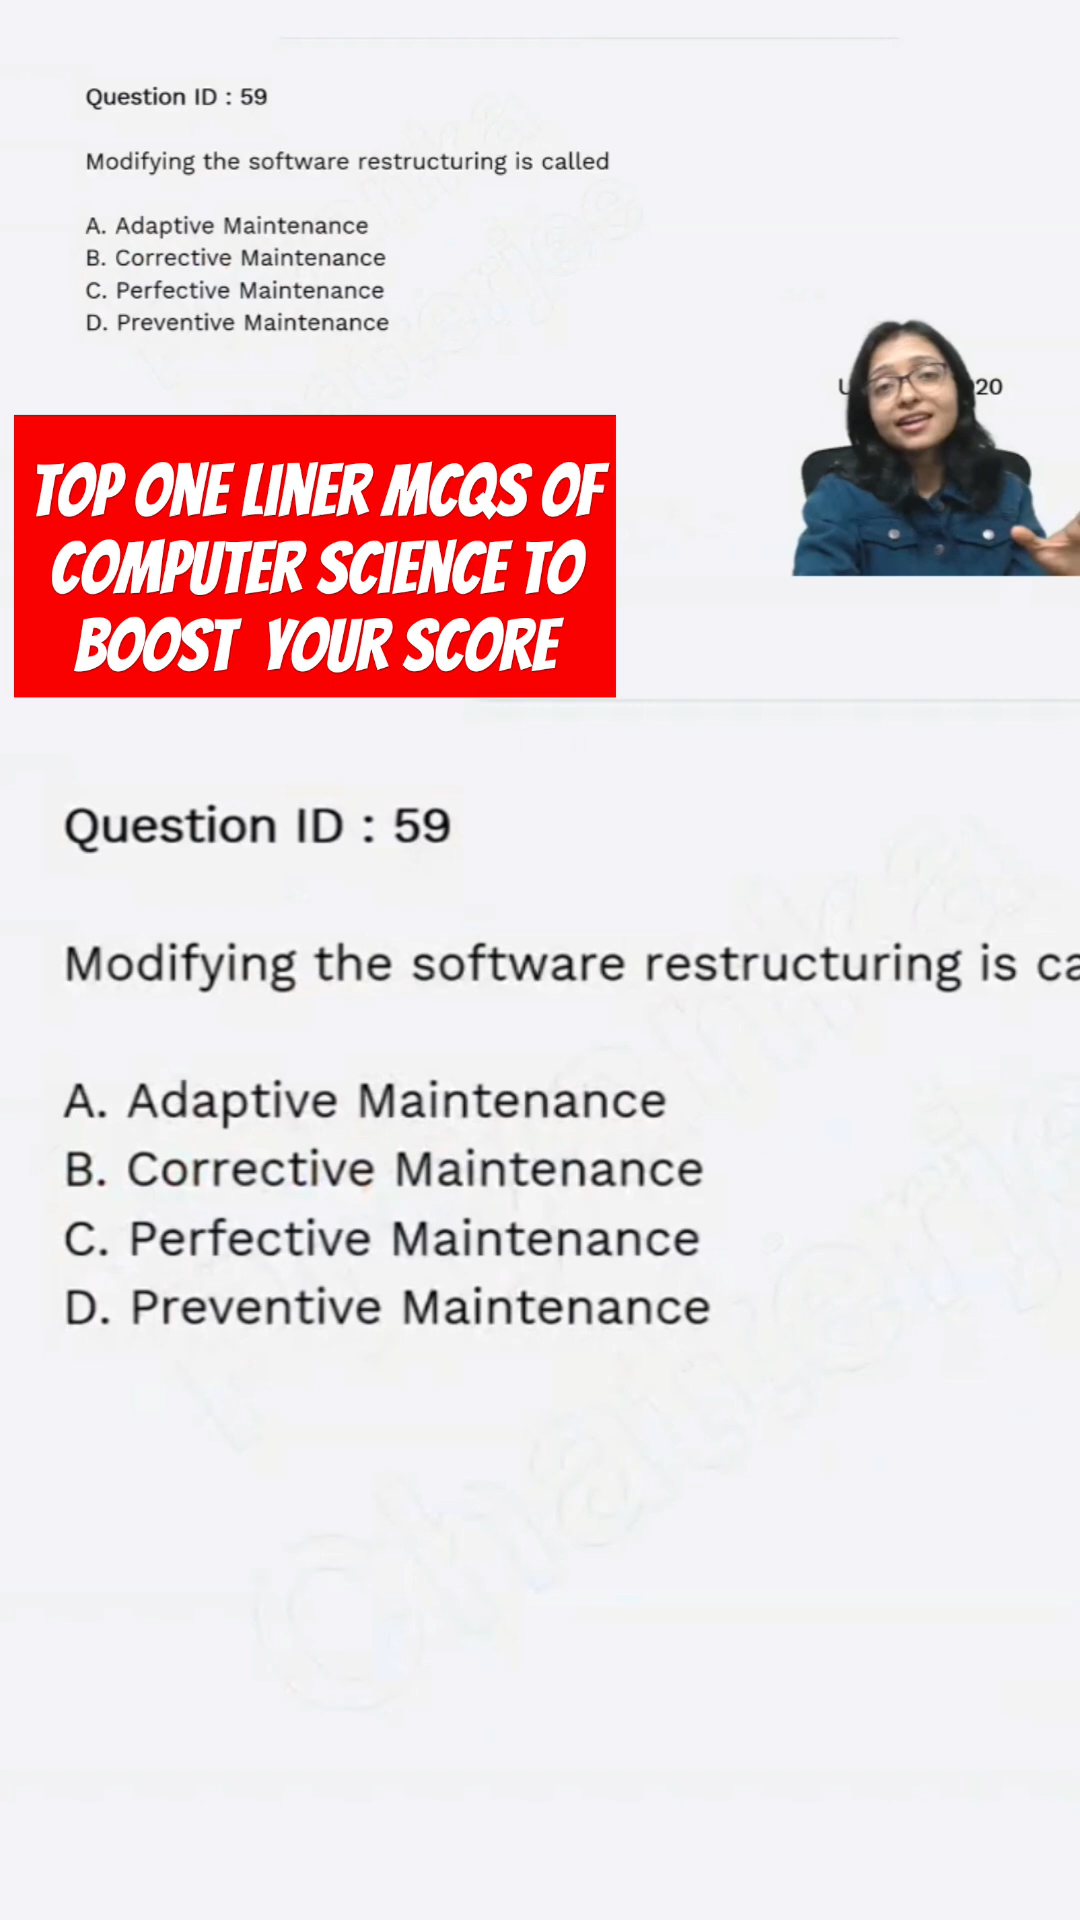 Question ID : 59
Modifying the software restructuring is called
A. Adaptive Maintenance
B. Corrective Maintenance
C. Perfective Maintenance
D. Preventive Maintenance
20
TOP ONE LINER MCQS OF
COMPUTER SCIENCE TO
BOOST YOUR SCORE
Question ID : 59
Modifying the software restructuring is ca
A. Adaptive Maintenance
B. Corrective Maintenance
C. Perfective Maintenance
D. Preventive Maintenance